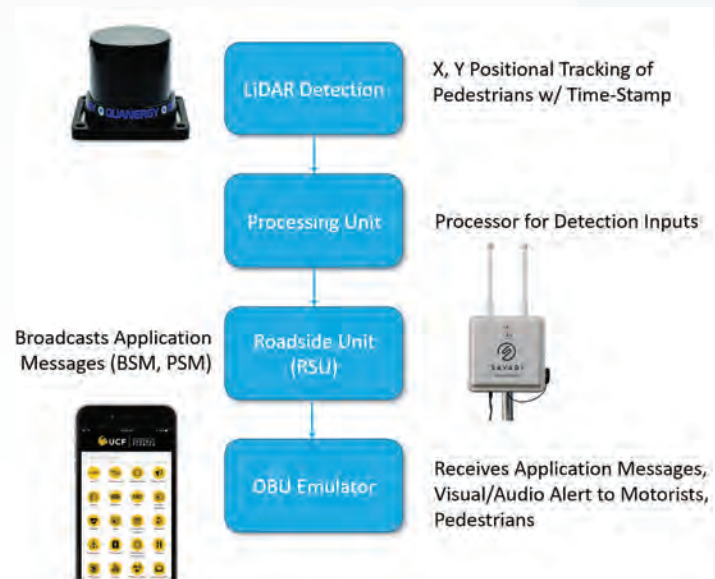 LiDAR Detection
X, Y Positional Tracking of
Pedestrians w/ Time-Stamp
QUANERGY
Processing Unit
Processor for Detection Inputs
Broadcasts Application
Messages (BSM, PSM)
Roadside Unit
(RSU)
SAVARI
UCF
OBU Emulator
Receives Application Messages,
Visual/Audio Alert to Motorists,
Pedestrians